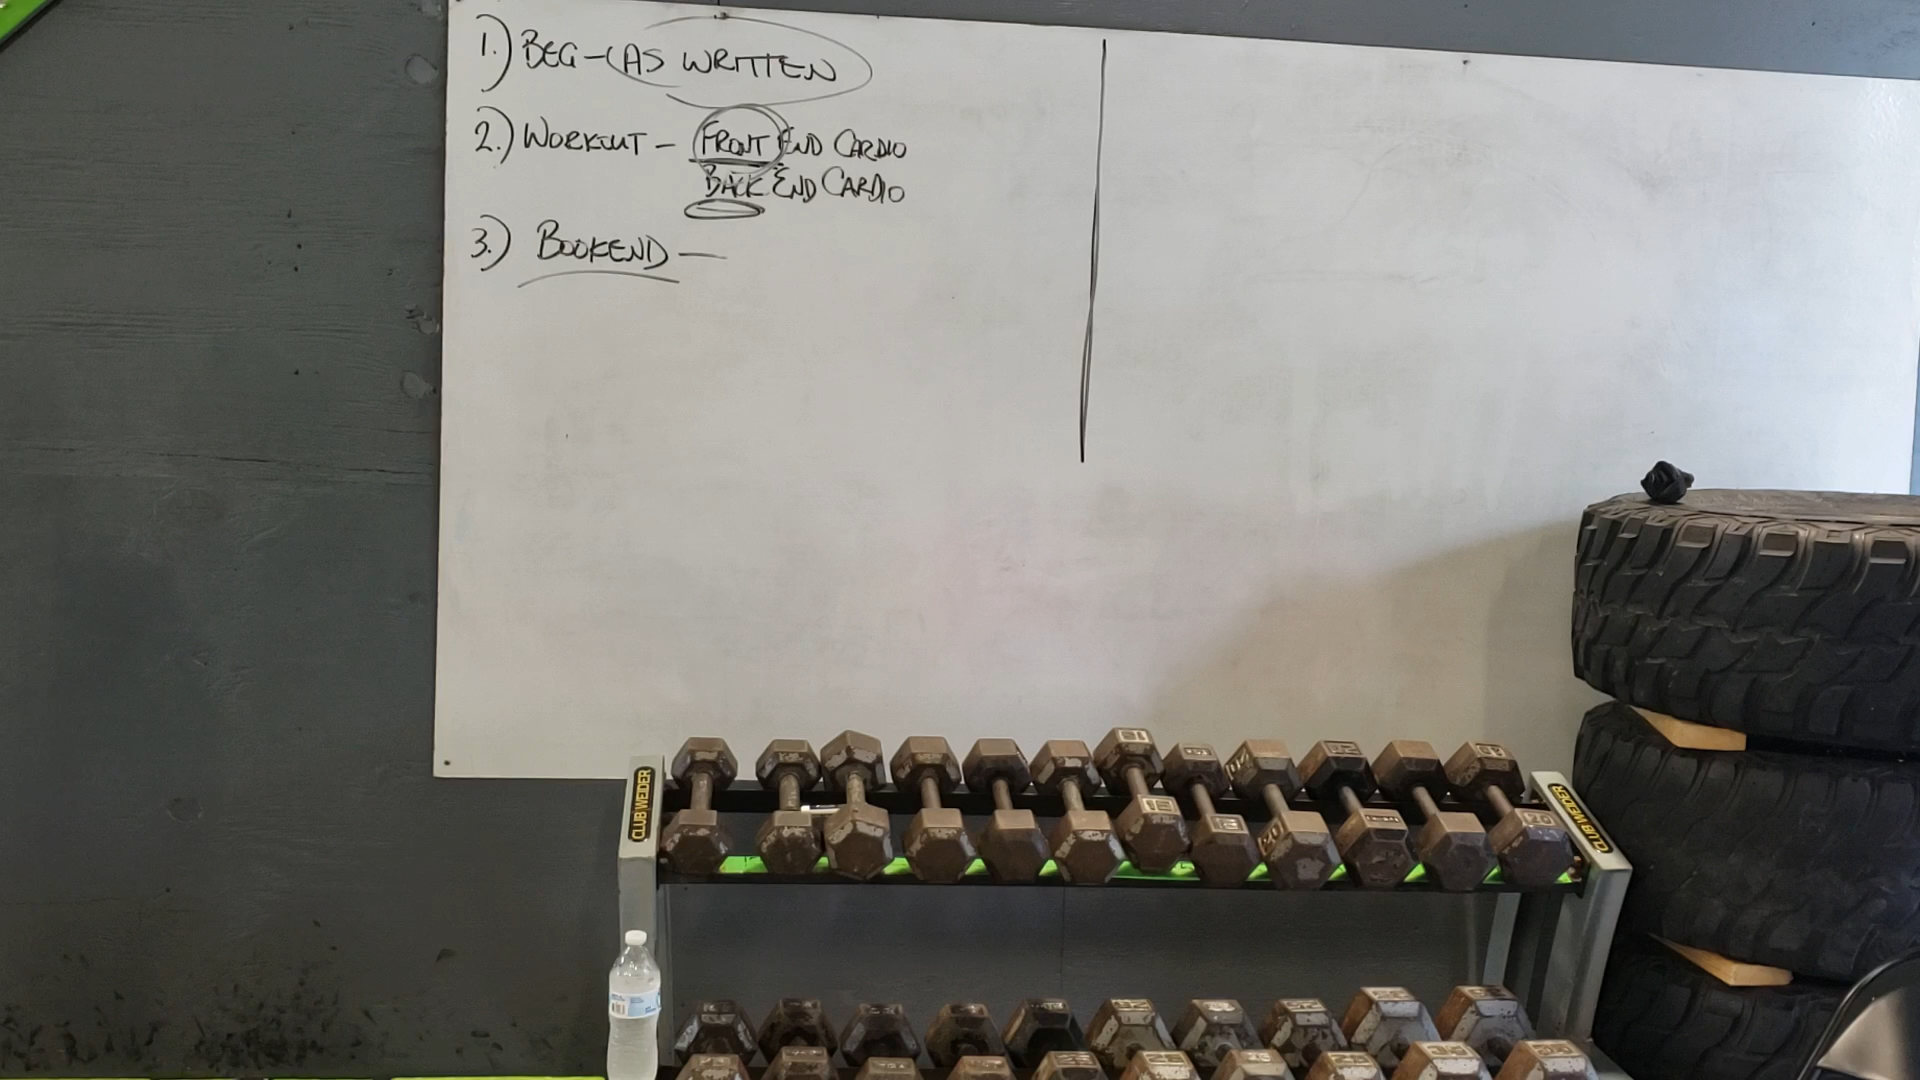 1.) BEG - (AS WRITTEN
2.) WORKOUT - FRONT END CARDIO
BACK END CARDIO
3.) BOOKEND -
CLUB WEIDER
CLUB WEIDER